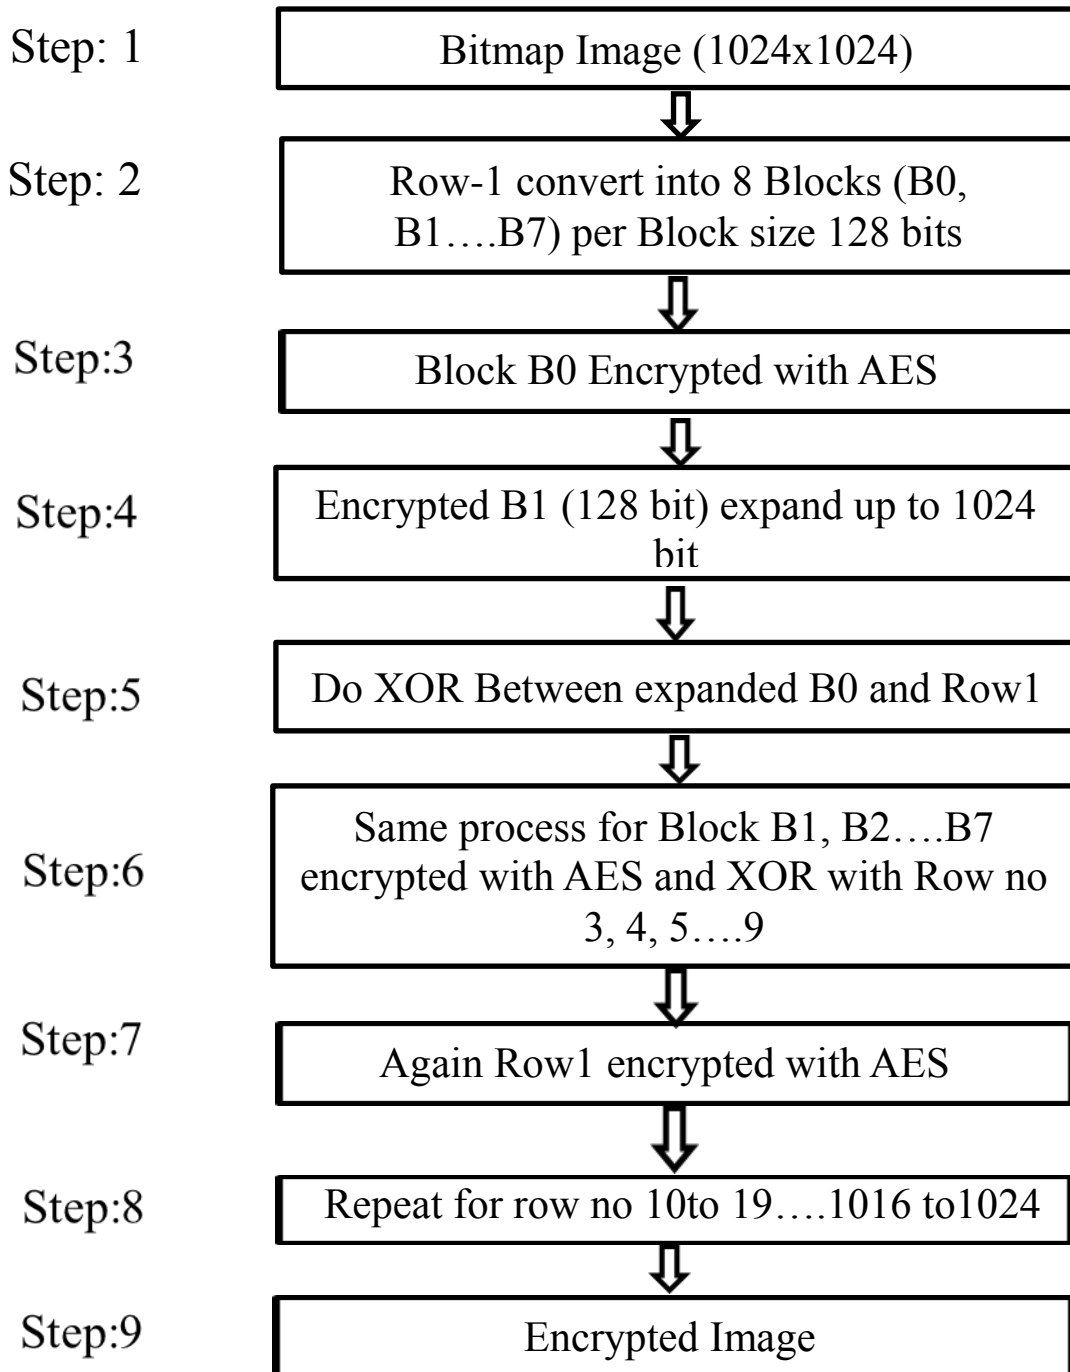 Step: 1
Bitmap Image (1024x1024)
Step: 2
Row-1 convert into 8 Blocks (B0,
B1….B7) per Block size 128 bits
Step:3
Block B0 Encrypted with AES
Step:4
Encrypted B1 (128 bit) expand up to 1024
bit
Step:5
Do XOR Between expanded B0 and Row1
Step:6
Same process for Block B1, B2….B7
encrypted with AES and XOR with Row no
3, 4, 5….9
Step:7
Again Row1 encrypted with AES
Step:8
Repeat for row no 10to 19….1016 to1024
Step:9
Encrypted Image